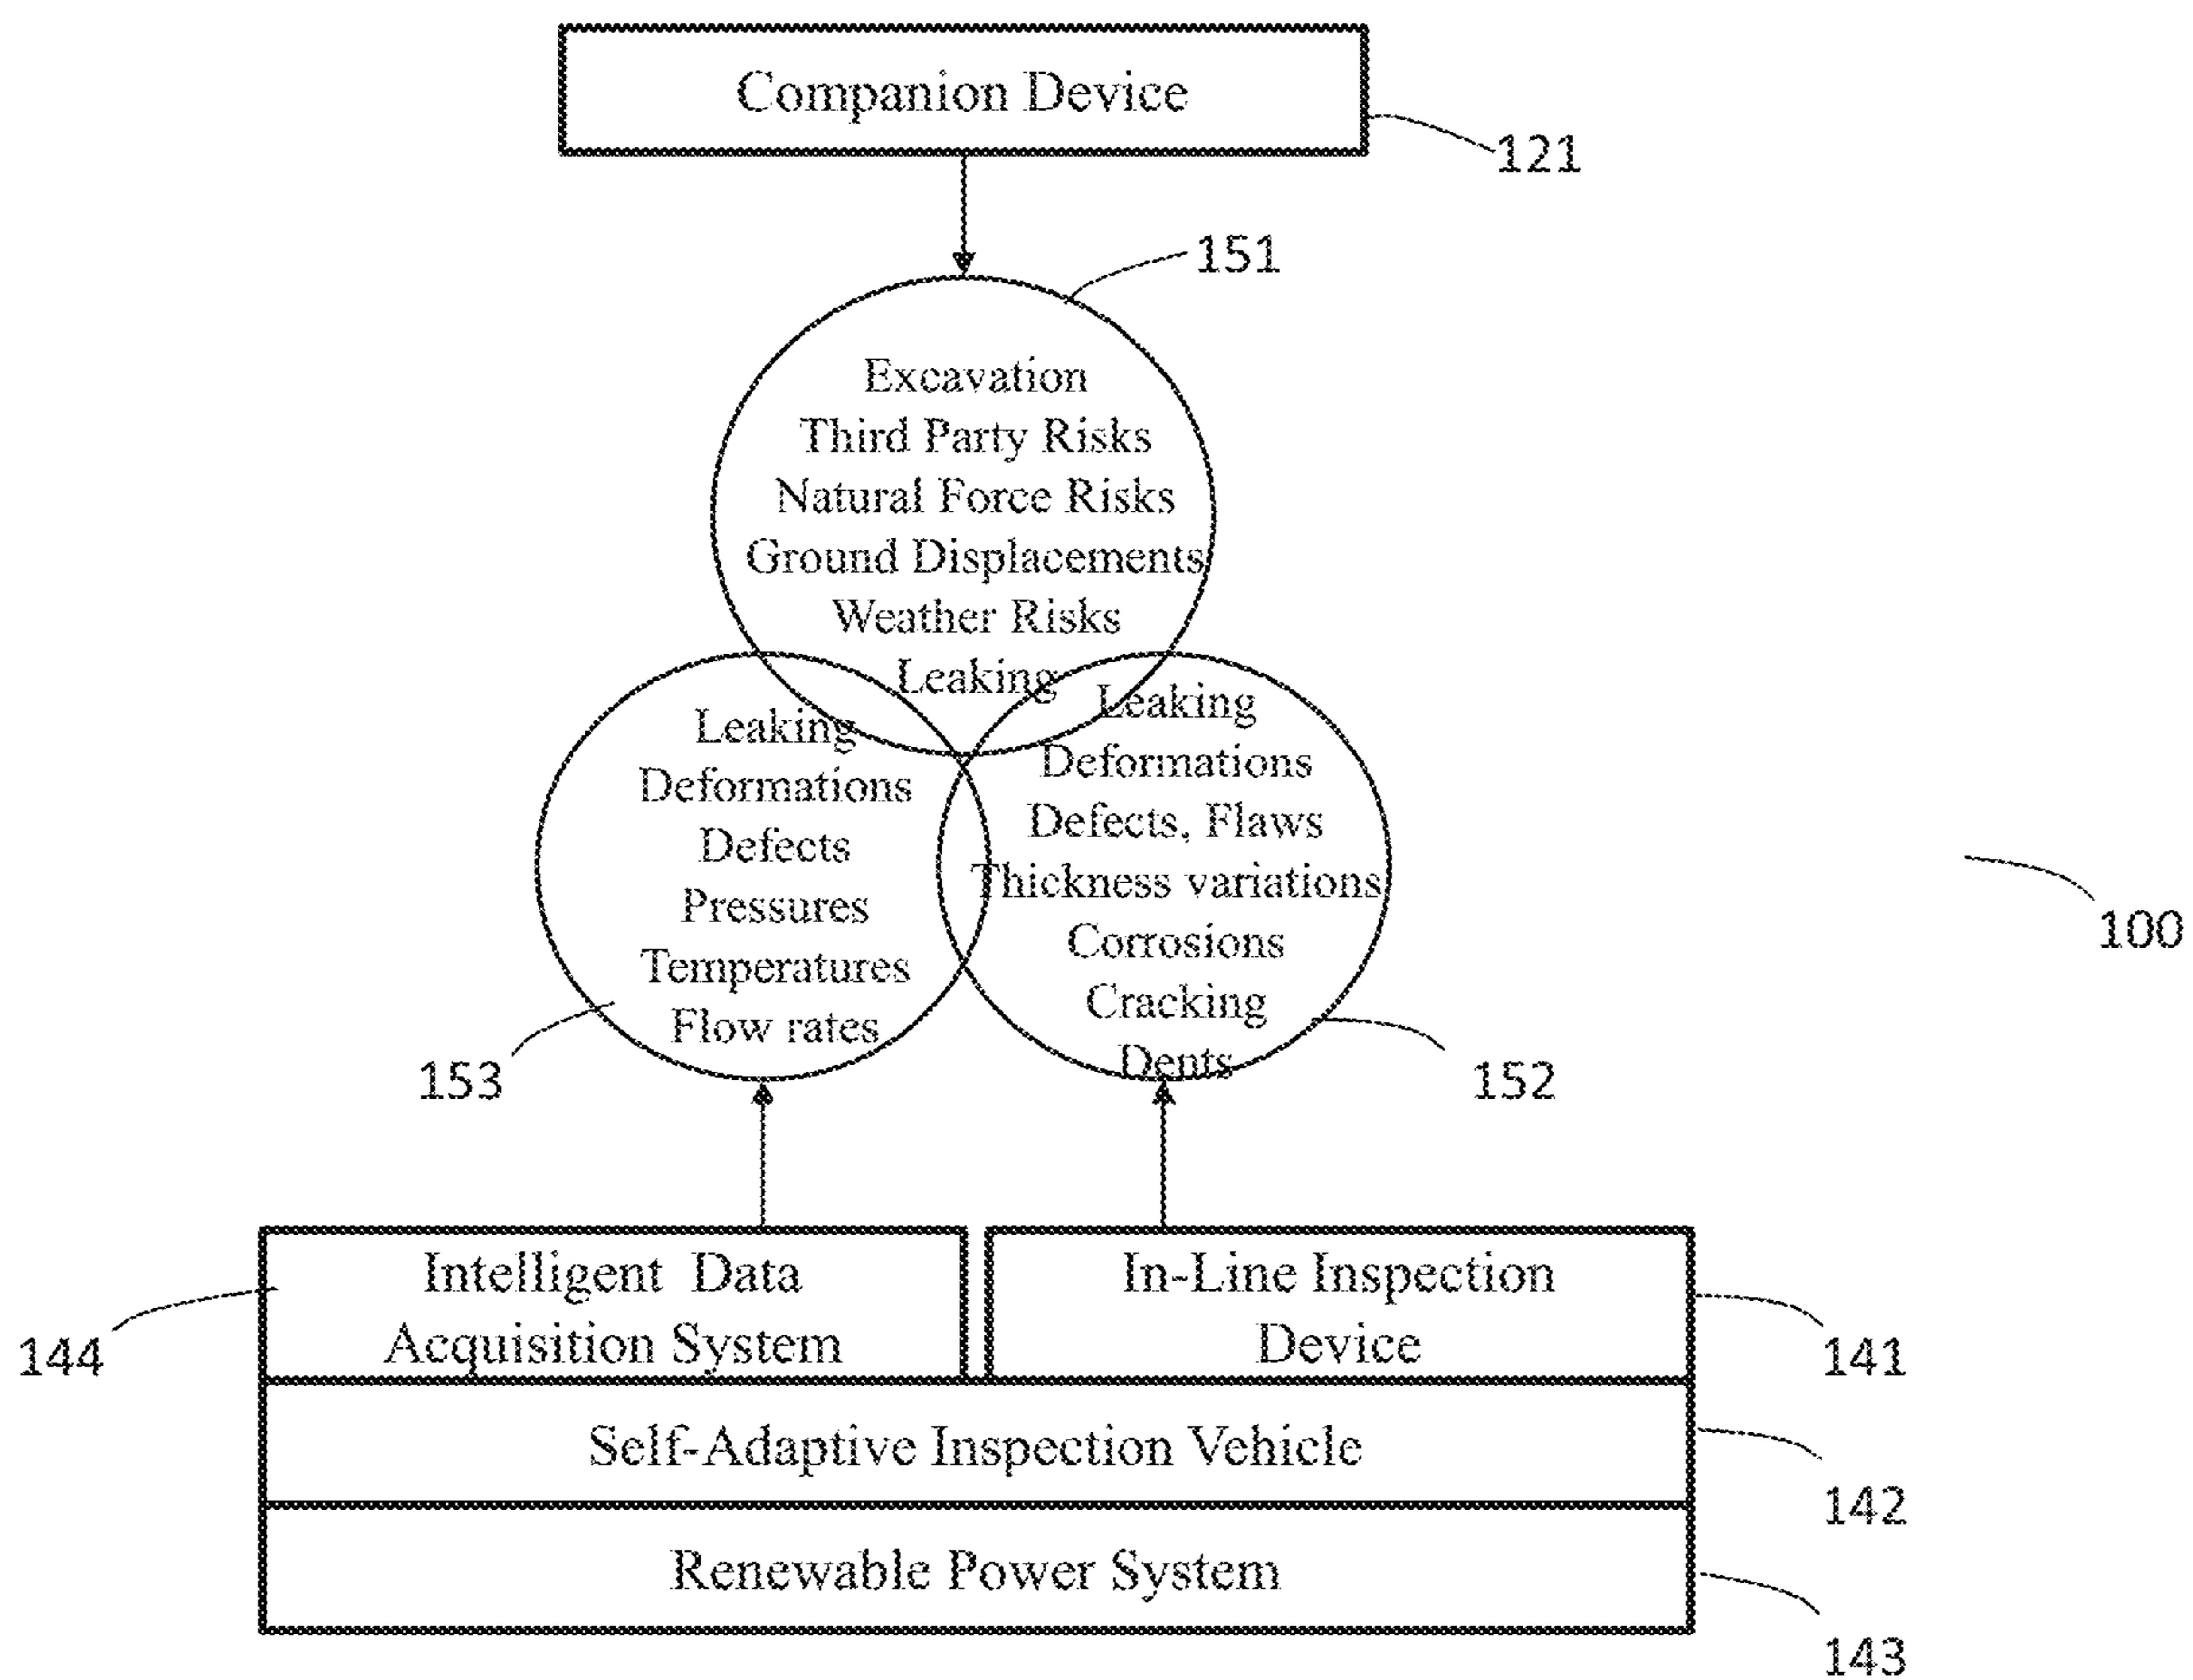 Companion Device
121
151
Excavation
Third Party Risks
Natural Force Risks
Ground Displacements
Weather Risks
Leaking
Leaking
Deformations
Defects
Pressures
Temperatures
Flow rates
153
Leaking
Deformations
Defects, Flaws
Thickness variations
Corrosions
Cracking
Dents
152
100
Intelligent Data
Acquisition System
144
In-Line Inspection
Device
141
Self-Adaptive Inspection Vehicle
142
Renewable Power System
143